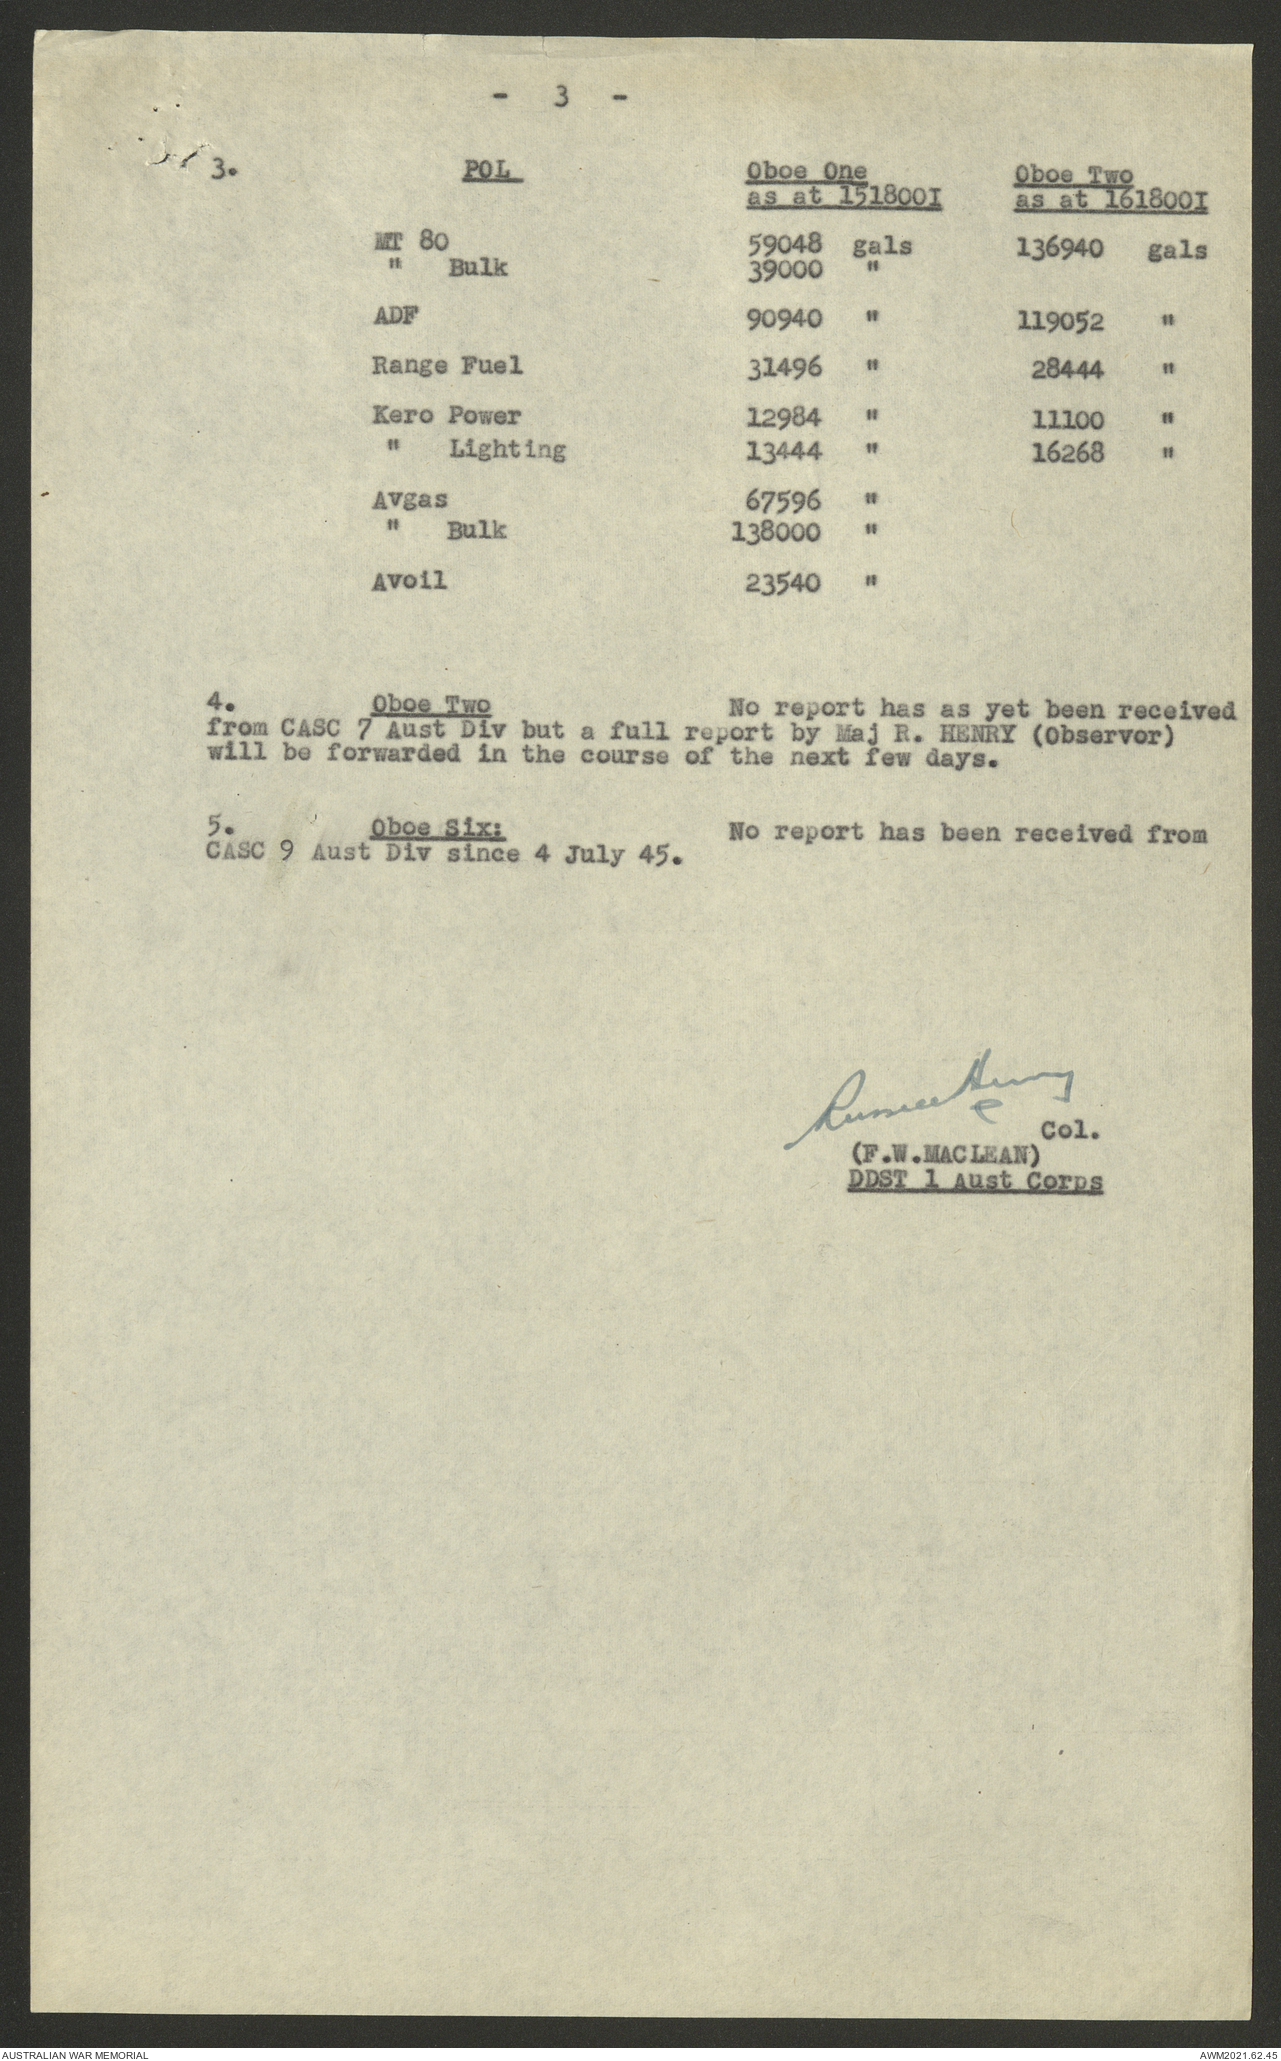 - 3 -
3. POL Oboe One Oboe Two
as at 151800I as at 161800I
MT 80 59048 gals 136940 gals
" Bulk 39000 "
ADF 90940 " 119052 "
Range Fuel 31496 " 28444 "
Kero Power 12984 " 11100 "
" Lighting 13444 " 16268 "
Avgas 67596 "
" Bulk 138000 "
Avoil 23540 "
4. Oboe Two No report has as yet been received
from CASC 7 Aust Div but a full report by Maj R. HENRY (Observor)
will be forwarded in the course of the next few days.
5. Oboe Six: No report has been received from
CASC 9 Aust Div since 4 July 45.
Russell Henry
Col.
(F.W.MACLEAN)
DDST 1 Aust Corps
AUSTRALIAN WAR MEMORIAL AWM2021.62.45